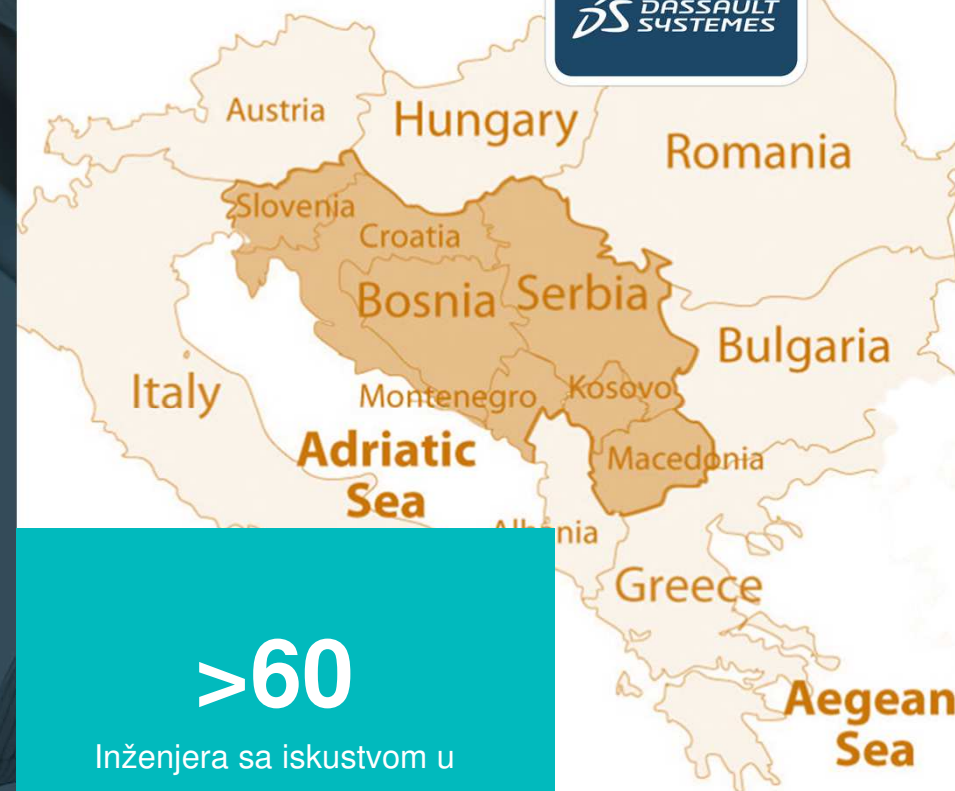 DASSAULT
SYSTEMES
Austria
Hungary
Romania
Slovenia
Croatia
Bosnia
Serbia
Bulgaria
Italy
Montenegro
Kosovo
Adriatic
Sea
Macedonia
Albania
Greece
>60
Inženjera sa iskustvom u
Aegean
Sea